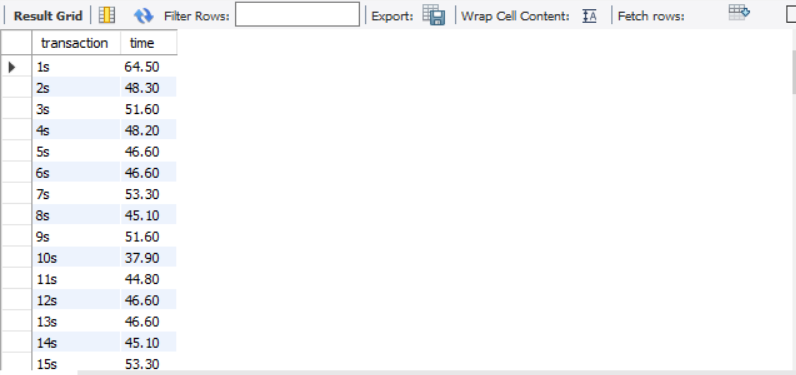 Result Grid Filter Rows: Export: Wrap Cell Content: IA Fetch rows:
transaction time
1s 64.50
2s 48.30
3s 51.60
4s 48.20
5s 46.60
6s 46.60
7s 53.30
8s 45.10
9s 51.60
10s 37.90
11s 44.80
12s 46.60
13s 46.60
14s 45.10
15s 53.30